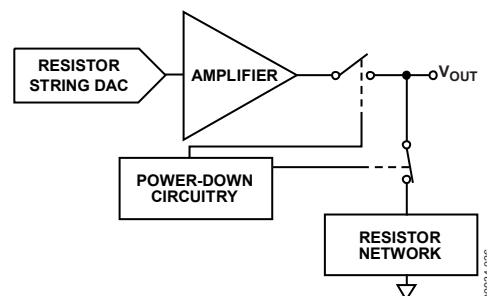 RESISTOR
STRING DAC
AMPLIFIER
VOUT
POWER-DOWN
CIRCUITRY
RESISTOR
NETWORK